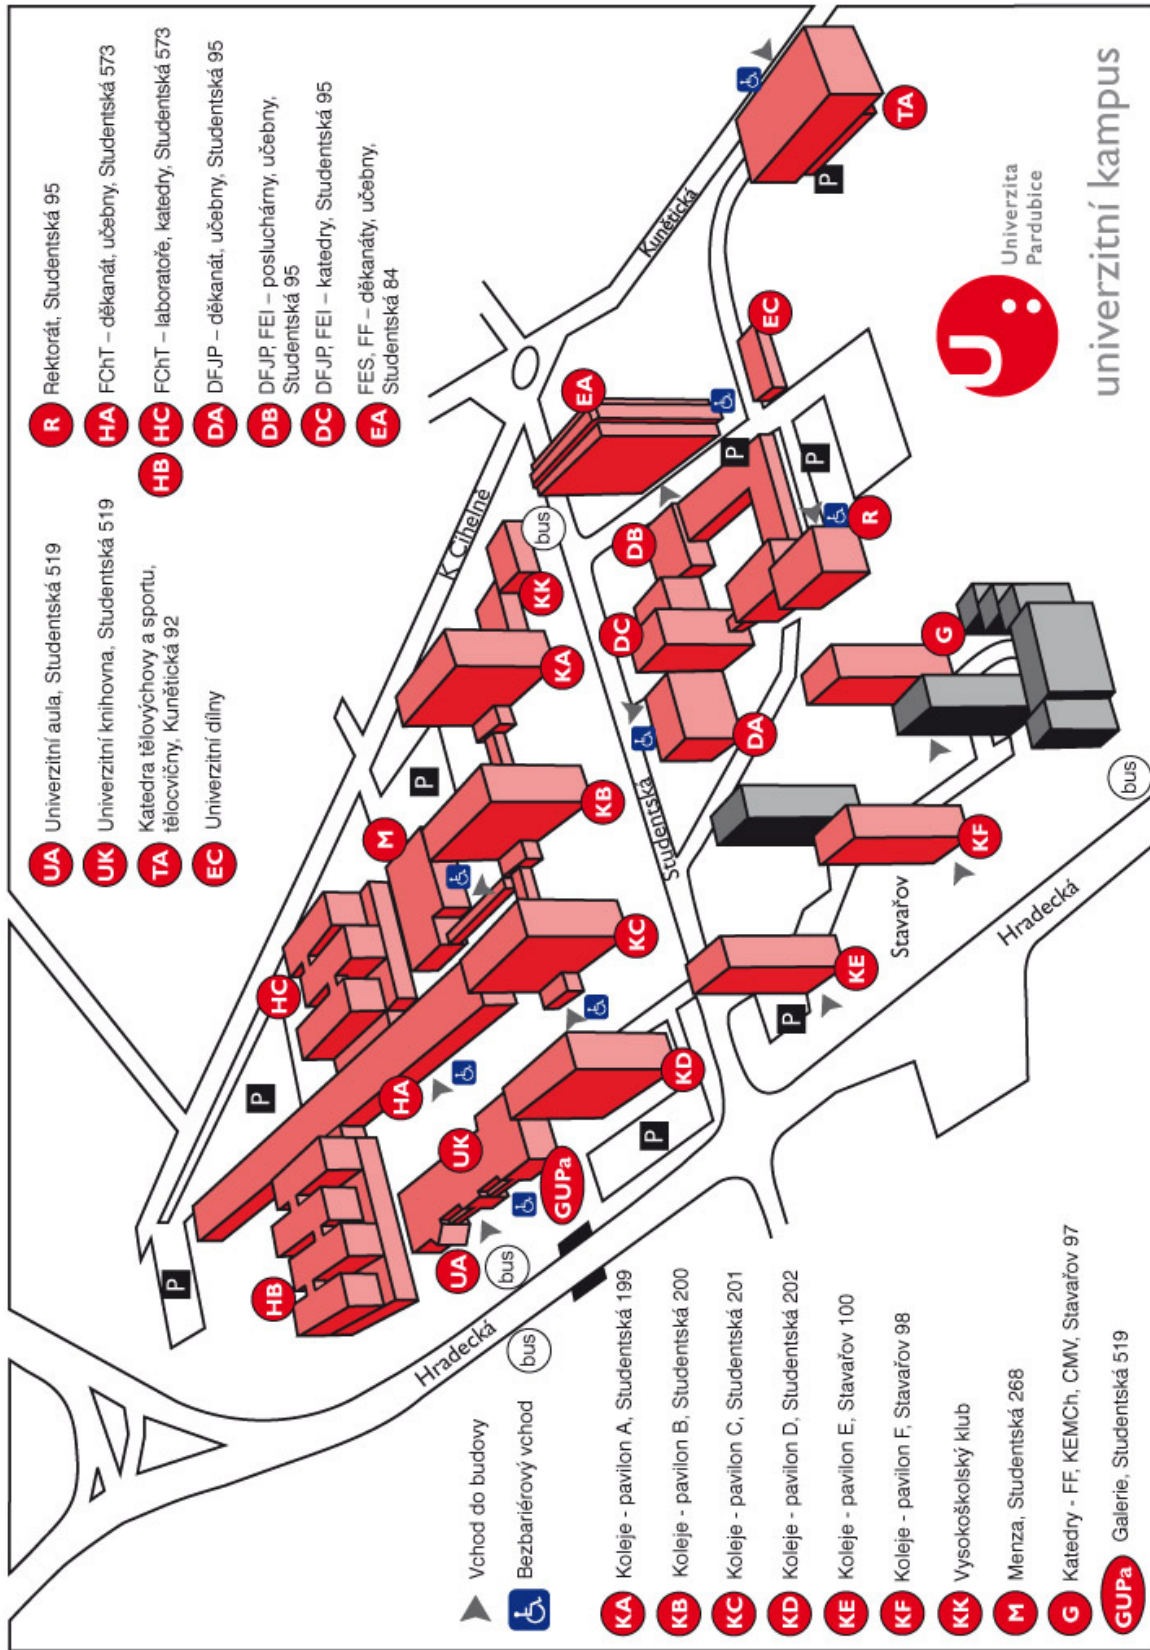 UA Univerzitní aula, Studentská 519
UK Univerzitní knihovna, Studentská 519
TA Katedra tělovýchovy a sportu,
tělocvičny, Kunětická 92
EC Univerzitní dílny
R Rektorát, Studentská 95
HA FChT – děkanát, učebny, Studentská 573
HB HC FChT – laboratoře, katedry, Studentská 573
DA DFJP – děkanát, učebny, Studentská 95
DB DFJP, FEI – posluchárny, učebny,
Studentská 95
DC DFJP, FEI – katedry, Studentská 95
EA FES, FF – děkanáty, učebny,
Studentská 84
P
P
HB
HC
HA
M
P
K Cihelně
Hradecká
UA
UK
bus
GUPa
KC
KB
KA
KK
bus
EA
Kunětická
TA
P
P
KD
Studentská
DC
DB
P
EC
P
R
DA
P
KE
Stavařov
KF
G
Hradecká
bus
Vchod do budovy
Bezbariérový vchod
bus
KA Koleje - pavilon A, Studentská 199
KB Koleje - pavilon B, Studentská 200
KC Koleje - pavilon C, Studentská 201
KD Koleje - pavilon D, Studentská 202
KE Koleje - pavilon E, Stavařov 100
KF Koleje - pavilon F, Stavařov 98
KK Vysokoškolský klub
M Menza, Studentská 268
G Katedry - FF, KEMCh, CMV, Stavařov 97
GUPa Galerie, Studentská 519
Univerzita
Pardubice
univerzitní kampus